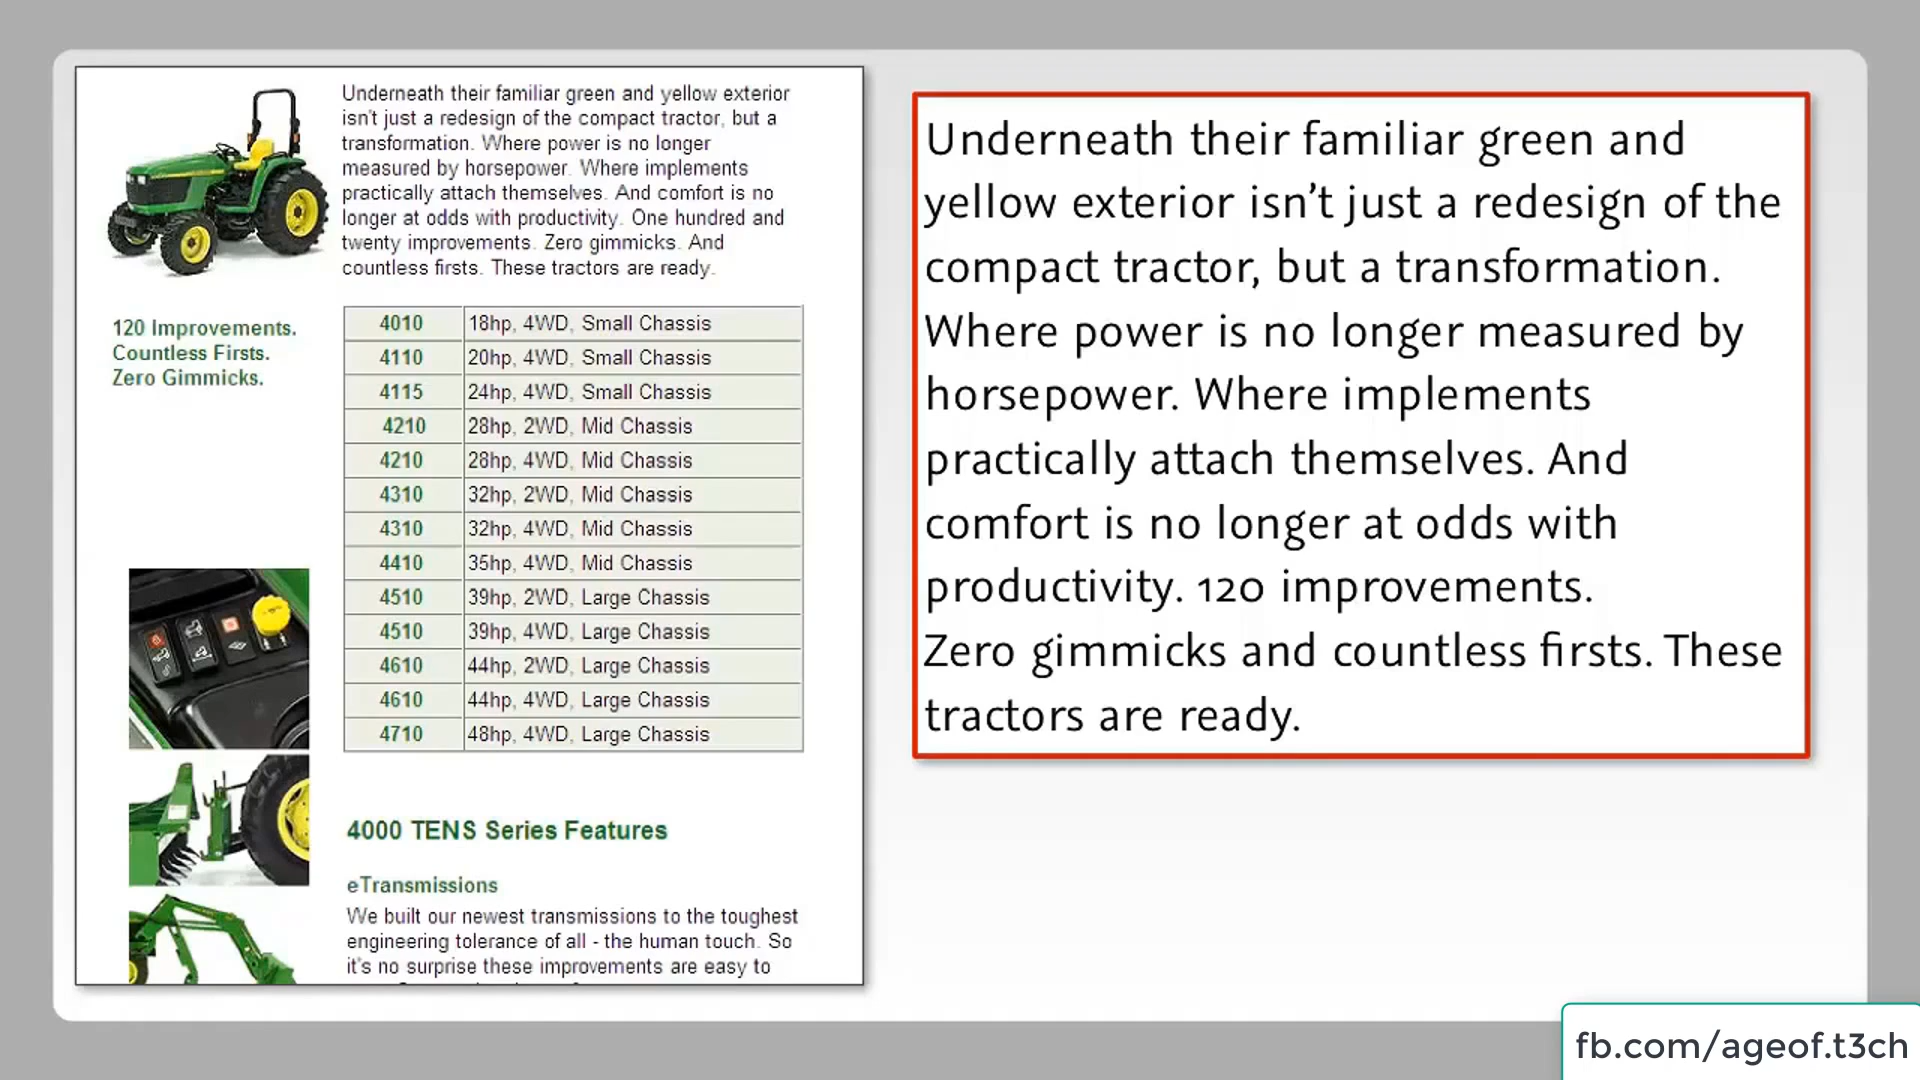 Underneath their familiar green and yellow exterior
isn't just a redesign of the compact tractor, but a
transformation. Where power is no longer
measured by horsepower. Where implements
practically attach themselves. And comfort is no
longer at odds with productivity. One hundred and
twenty improvements. Zero gimmicks. And
countless firsts. These tractors are ready.
120 Improvements.
Countless Firsts.
Zero Gimmicks.
4010 18hp, 4WD, Small Chassis
4110 20hp, 4WD, Small Chassis
4115 24hp, 4WD, Small Chassis
4210 28hp, 2WD, Mid Chassis
4210 28hp, 4WD, Mid Chassis
4310 32hp, 2WD, Mid Chassis
4310 32hp, 4WD, Mid Chassis
4410 35hp, 4WD, Mid Chassis
4510 39hp, 2WD, Large Chassis
4510 39hp, 4WD, Large Chassis
4610 44hp, 2WD, Large Chassis
4610 44hp, 4WD, Large Chassis
4710 48hp, 4WD, Large Chassis
4000 TENS Series Features
eTransmissions
We built our newest transmissions to the toughest
engineering tolerance of all - the human touch. So
it's no surprise these improvements are easy to
Underneath their familiar green and
yellow exterior isn't just a redesign of the
compact tractor, but a transformation.
Where power is no longer measured by
horsepower. Where implements
practically attach themselves. And
comfort is no longer at odds with
productivity. 120 improvements.
Zero gimmicks and countless firsts. These
tractors are ready.
fb.com/ageof.t3ch